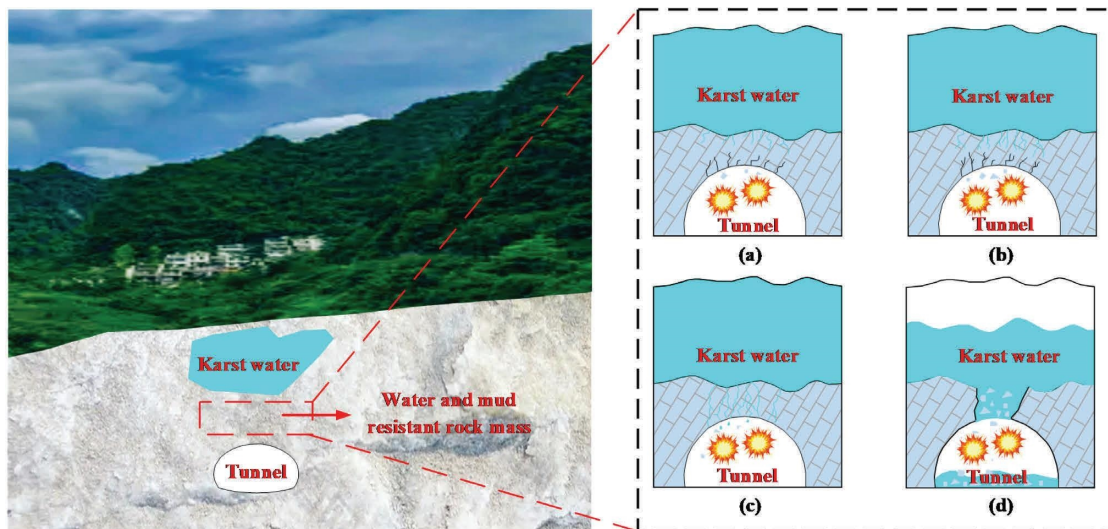 Karst water
Water and mud
resistant rock mass
Tunnel
Karst water
Tunnel
(a)
Karst water
Tunnel
(b)
Karst water
Tunnel
(c)
Karst water
Tunnel
(d)